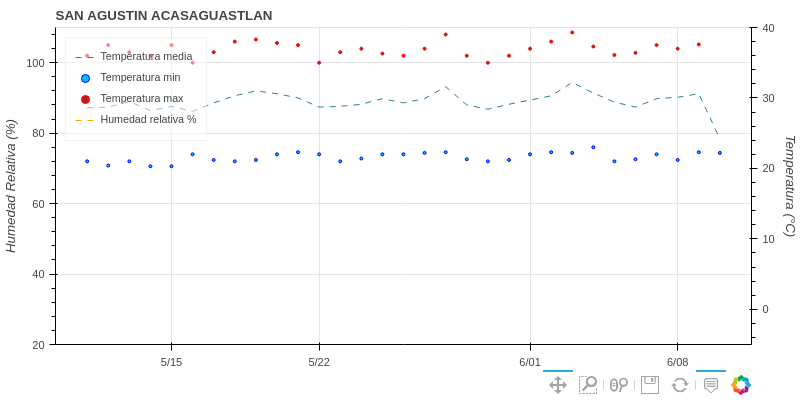 SAN AGUSTIN ACASAGUASTLAN
Temperatura media
Temperatura min
Temperatura max
Humedad relativa %
Humedad Relativa (%)
100
80
60
40
20
40
30
20
10
0
Temperatura (°C)
5/15
5/22
6/01
6/08